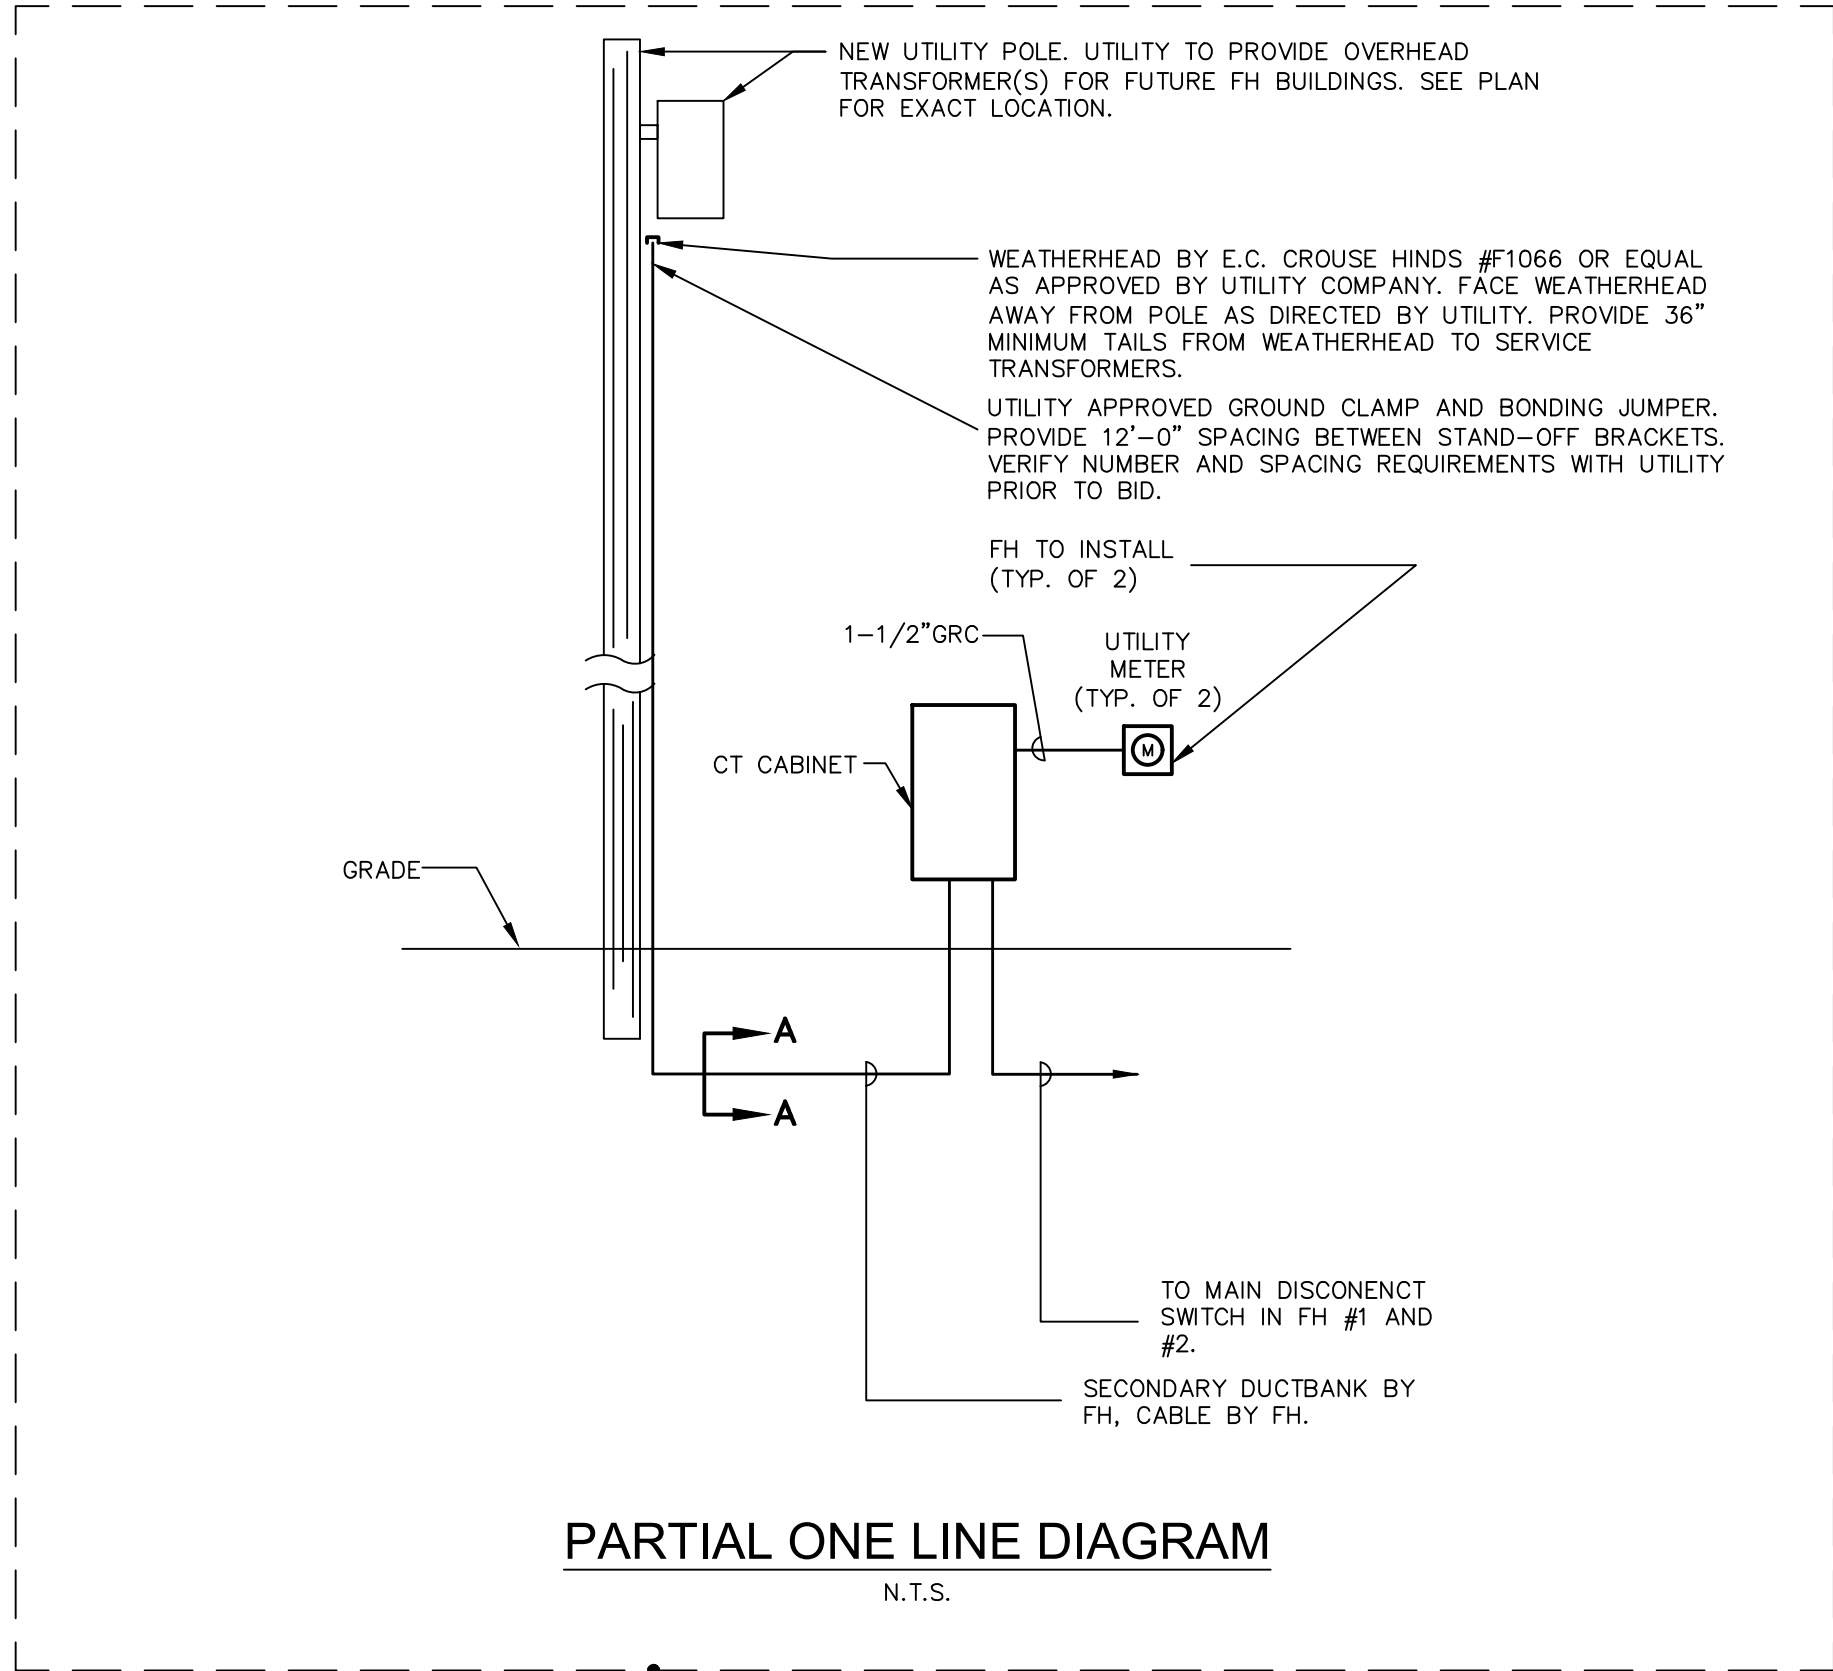 NEW UTILITY POLE. UTILITY TO PROVIDE OVERHEAD
TRANSFORMER(S) FOR FUTURE FH BUILDINGS. SEE PLAN
FOR EXACT LOCATION.
WEATHERHEAD BY E.C. CROUSE HINDS #F1066 OR EQUAL
AS APPROVED BY UTILITY COMPANY. FACE WEATHERHEAD
AWAY FROM POLE AS DIRECTED BY UTILITY. PROVIDE 36"
MINIMUM TAILS FROM WEATHERHEAD TO SERVICE
TRANSFORMERS.
UTILITY APPROVED GROUND CLAMP AND BONDING JUMPER.
PROVIDE 12'-0" SPACING BETWEEN STAND-OFF BRACKETS.
VERIFY NUMBER AND SPACING REQUIREMENTS WITH UTILITY
PRIOR TO BID.
FH TO INSTALL
(TYP. OF 2)
1-1/2"GRC
UTILITY
METER
(TYP. OF 2)
M
CT CABINET
GRADE
A
A
TO MAIN DISCONENCT
SWITCH IN FH #1 AND
#2.
SECONDARY DUCTBANK BY
FH, CABLE BY FH.
PARTIAL ONE LINE DIAGRAM
N.T.S.